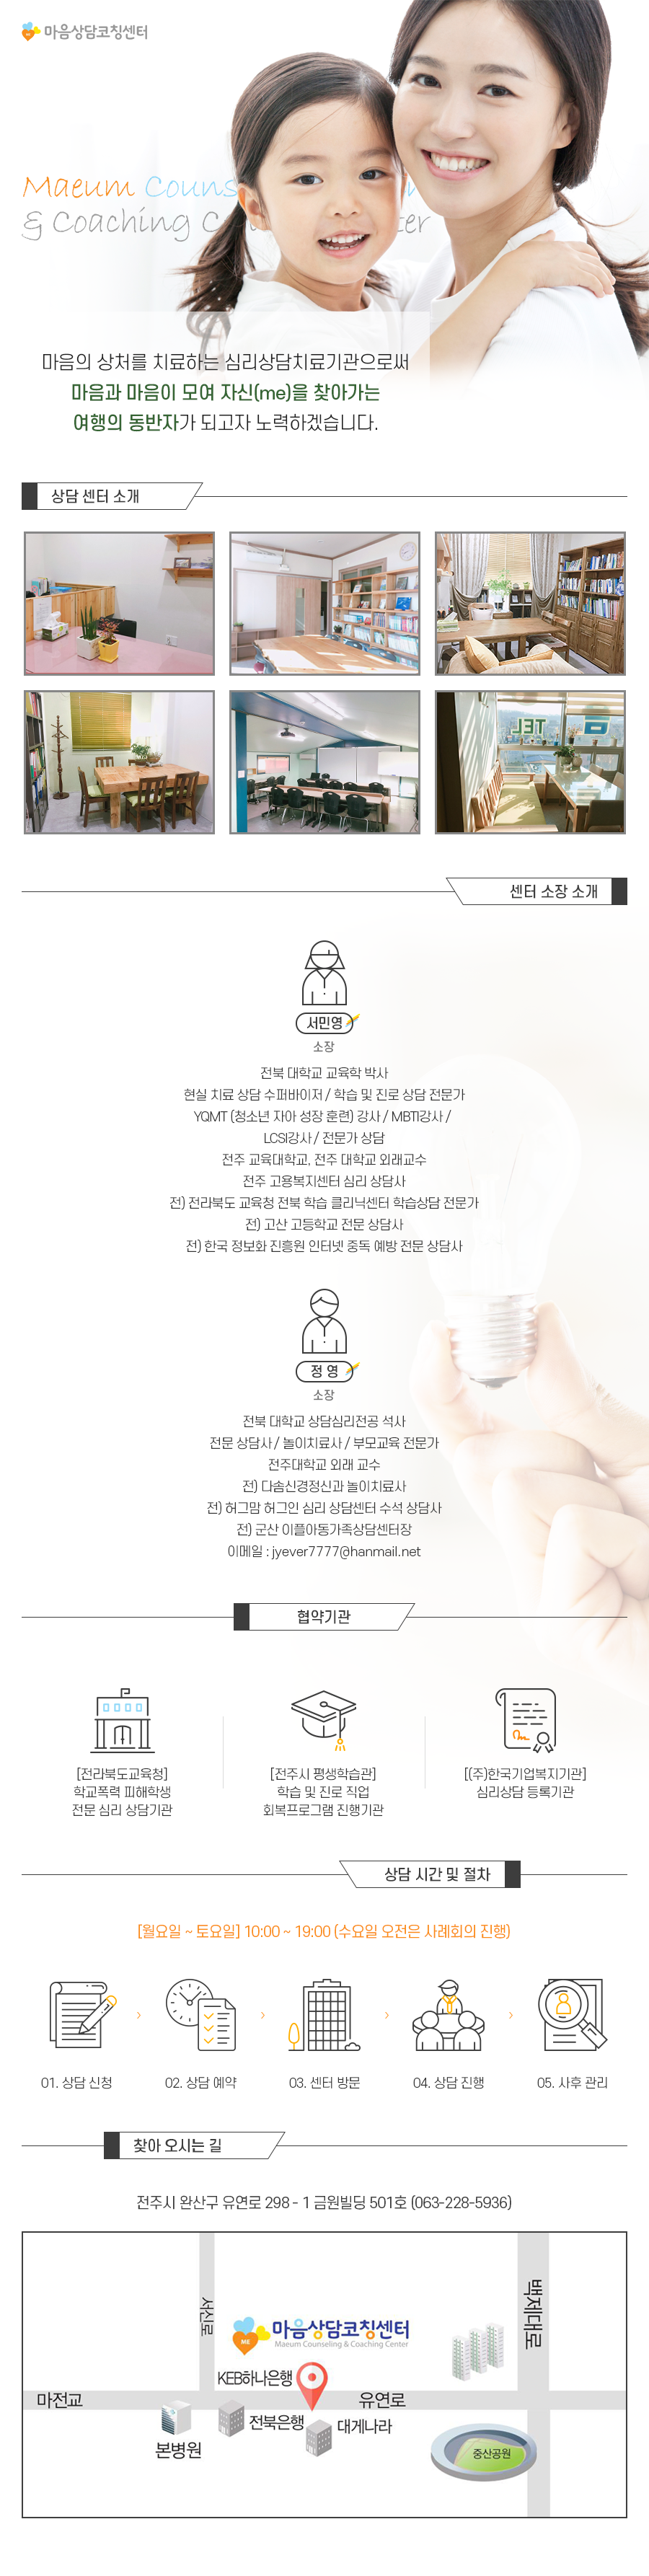 마음상담코칭센터
Maeum Couns
& Coaching C ter
마음의 상처를 치료하는 심리상담치료기관으로써
마음과 마음이 모여 자신(me)을 찾아가는
여행의 동반자가 되고자 노력하겠습니다.
상담 센터 소개
TEL
센터 소장 소개
서민영
소장
전북 대학교 교육학 박사
현실 치료 상담 수퍼바이저 / 학습 및 진로 상담 전문가
YQMT (청소년 자아 성장 훈련) 강사 / MBTI강사 /
LCSI강사 / 전문가 상담
전주 교육대학교, 전주 대학교 외래교수
전주 고용복지센터 심리 상담사
전) 전라북도 교육청 전북 학습 클리닉센터 학습상담 전문가
전) 고산 고등학교 전문 상담사
전) 한국 정보화 진흥원 인터넷 중독 예방 전문 상담사
정 영
소장
전북 대학교 상담심리전공 석사
전문 상담사 / 놀이치료사 / 부모교육 전문가
전주대학교 외래 교수
전) 다솜신경정신과 놀이치료사
전) 허그맘 허그인 심리 상담센터 수석 상담사
전) 군산 이플아동가족상담센터장
이메일 : jyever7777@hanmail.net
협약기관
[전라북도교육청]
학교폭력 피해학생
전문 심리 상담기관
[전주시 평생학습관]
학습 및 진로 직업
회복프로그램 진행기관
[(주)한국기업복지기관]
심리상담 등록기관
상담 시간 및 절차
[월요일 ~ 토요일] 10:00 ~ 19:00 (수요일 오전은 사례회의 진행)
01. 상담 신청
02. 상담 예약
03. 센터 방문
04. 상담 진행
05. 사후 관리
찾아 오시는 길
전주시 완산구 유연로 298 - 1 금원빌딩 501호 (063-228-5936)
서신로
백제대로
ME
마음상담코칭센터
Maeum Counseling & Coaching Center
KEB하나은행
마전교
유연로
전북은행
대게나라
본병원
중산공원